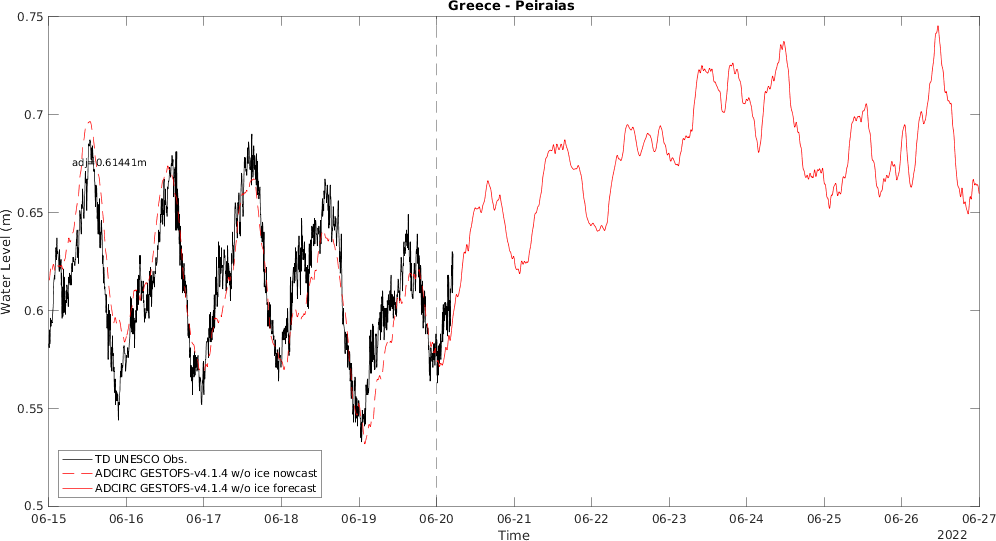 Greece - Peiraias
0.75
0.7
0.65
0.6
0.55
0.5
Water Level (m)
adj= 0.61441m
TD UNESCO Obs.
ADCIRC GESTOFS-v4.1.4 w/o ice nowcast
ADCIRC GESTOFS-v4.1.4 w/o ice forecast
06-15 06-16 06-17 06-18 06-19 06-20 06-21 06-22 06-23 06-24 06-25 06-26 06-27
Time
2022